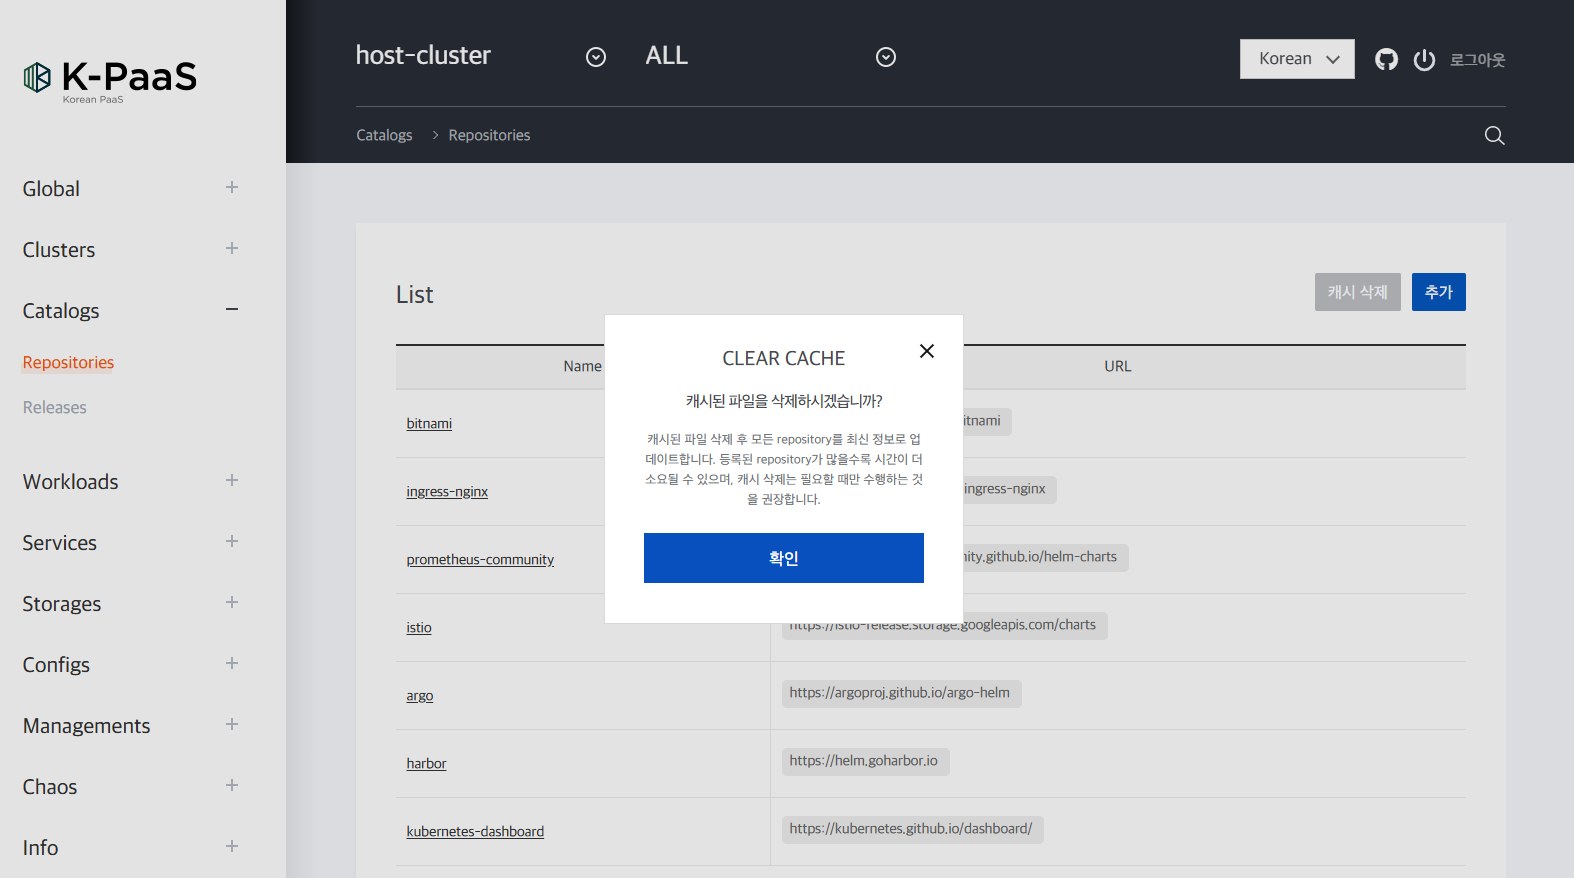 K-PaaS
Korean PaaS
Global
Clusters
Catalogs
Repositories
Releases
Workloads
Services
Storages
Configs
Managements
Chaos
Info
host-cluster
ALL
Korean
로그아웃
Catalogs > Repositories
List
캐시 삭제
추가
Name
URL
bitnami
itnami
ingress-nginx
ingress-nginx
prometheus-community
nity.github.io/helm-charts
istio
https://istio-release.storage.googleapis.com/charts
argo
https://argoproj.github.io/argo-helm
harbor
https://helm.goharbor.io
kubernetes-dashboard
https://kubernetes.github.io/dashboard/
CLEAR CACHE
캐시된 파일을 삭제하시겠습니까?
캐시된 파일 삭제 후 모든 repository를 최신 정보로 업
데이트합니다. 등록된 repository가 많을수록 시간이 더
소요될 수 있으며, 캐시 삭제는 필요할 때만 수행하는 것
을 권장합니다.
확인